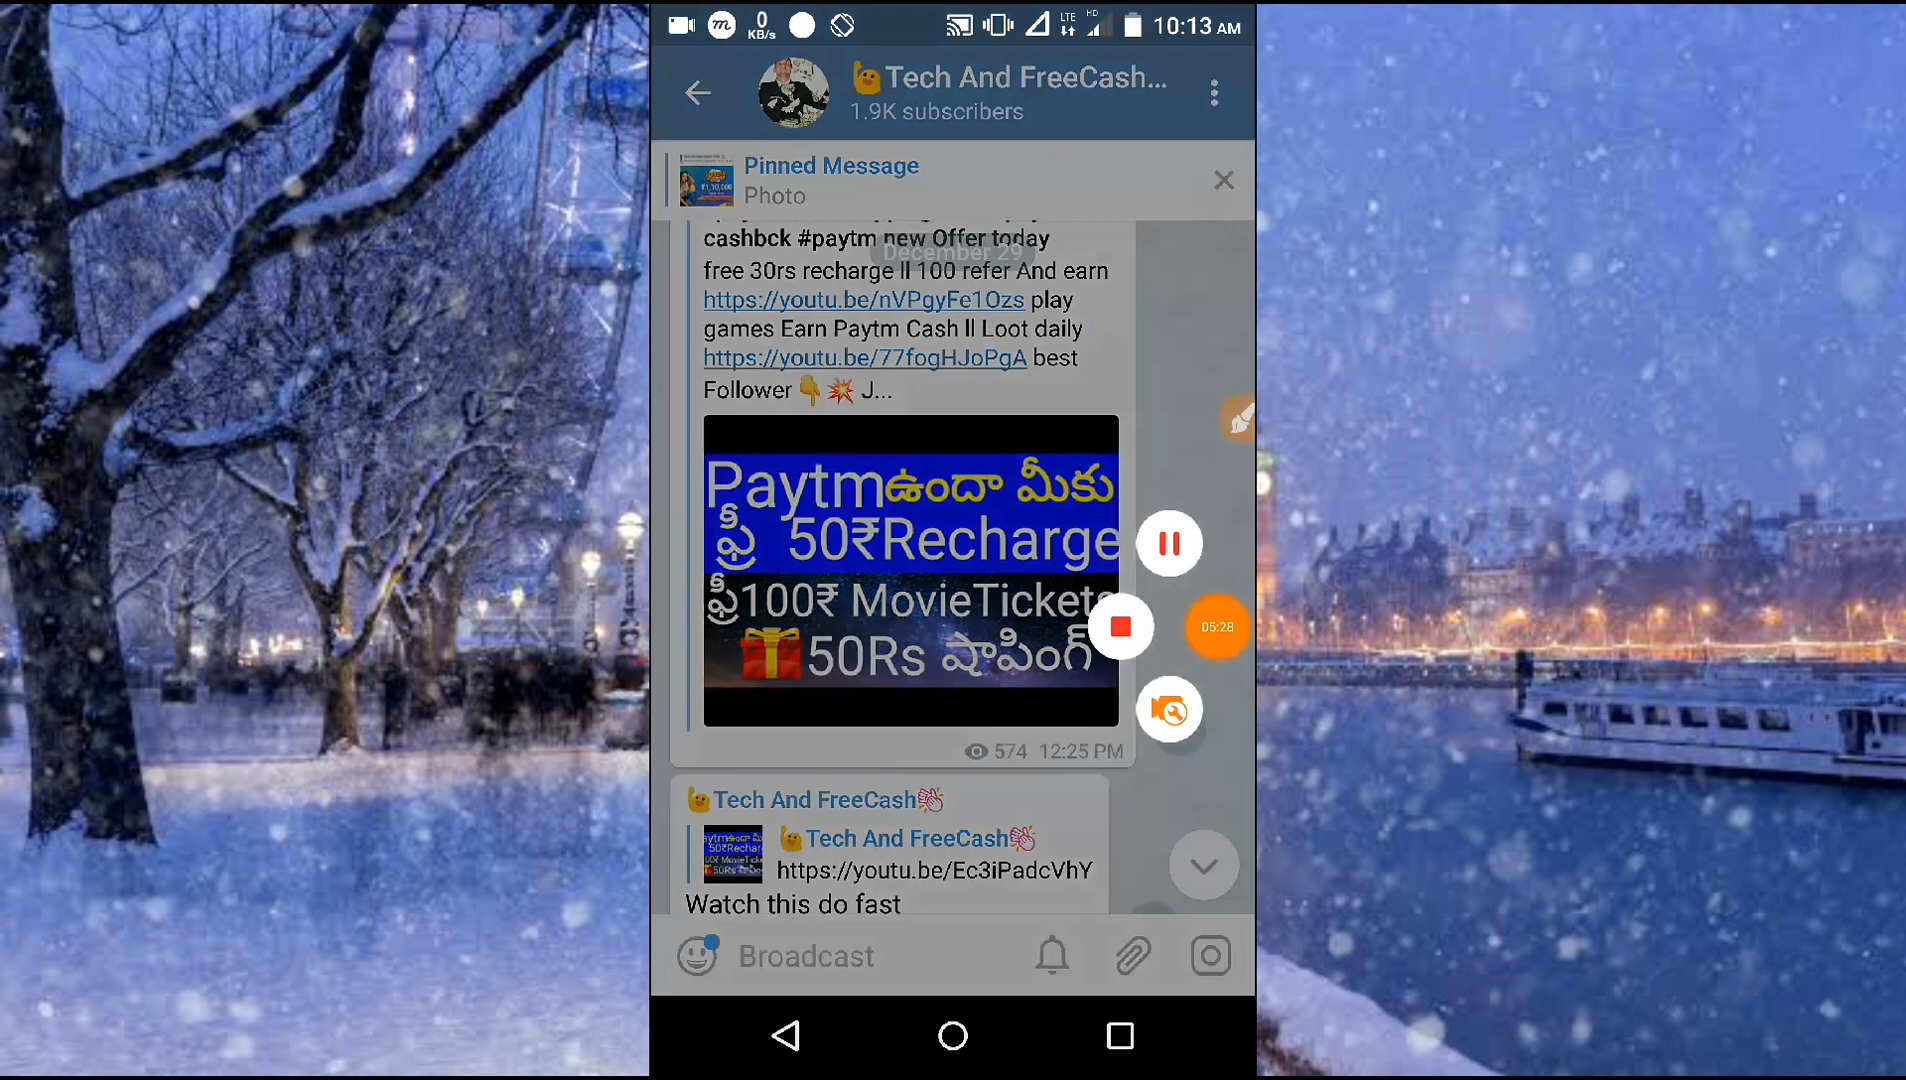 0
KB/s
LTE
HD
10:13 AM
Tech And FreeCash...
1.9K subscribers
Pinned Message
Photo
cashbck #paytm new Offer today
December 29
free 30rs recharge ll 100 refer And earn
https://youtu.be/nVPgyFe1Ozs play
games Earn Paytm Cash ll Loot daily
https://youtu.be/77fogHJoPgA best
Follower 👇💥 J...
Paytmఉందా మీకు
ఫ్రీ 50₹Recharge
ఫ్రీ100₹ MovieTickets
🎁50Rs షాపింగ్
05:28
574 12:25 PM
🙋Tech And FreeCash👏
🙋Tech And FreeCash👏
https://youtu.be/Ec3iPadcVhY
Watch this do fast
Broadcast